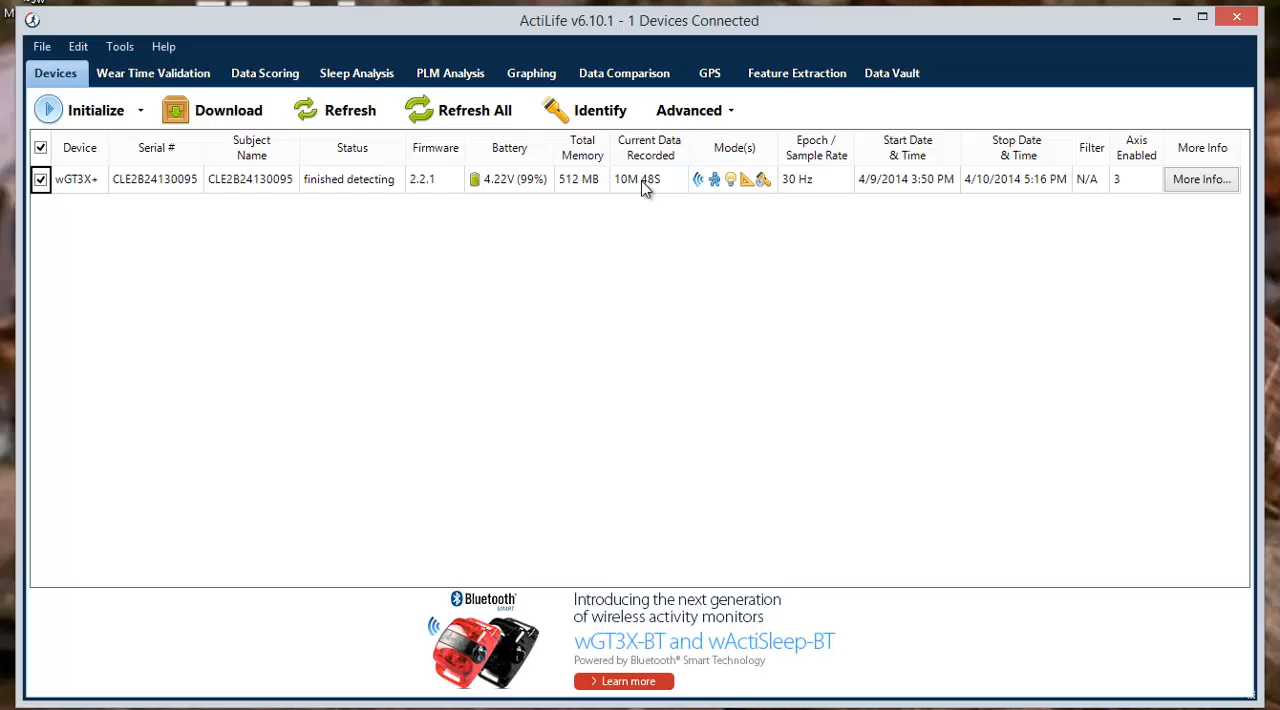 M
ActiLife v6.10.1 - 1 Devices Connected
File Edit Tools Help
Devices Wear Time Validation Data Scoring Sleep Analysis PLM Analysis Graphing Data Comparison GPS Feature Extraction Data Vault
Initialize Download Refresh Refresh All Identify Advanced
Device Serial # Subject Name Status Firmware Battery Total Memory Current Data Recorded Mode(s) Epoch / Sample Rate Start Date & Time Stop Date & Time Filter Axis Enabled More Info
wGT3X+ CLE2B24130095 CLE2B24130095 finished detecting 2.2.1 4.22V (99%) 512 MB 10M 48S 30 Hz 4/9/2014 3:50 PM 4/10/2014 5:16 PM N/A 3 More Info...
Bluetooth SMART
Introducing the next generation
of wireless activity monitors
wGT3X-BT and wActiSleep-BT
Powered by Bluetooth® Smart Technology
> Learn more